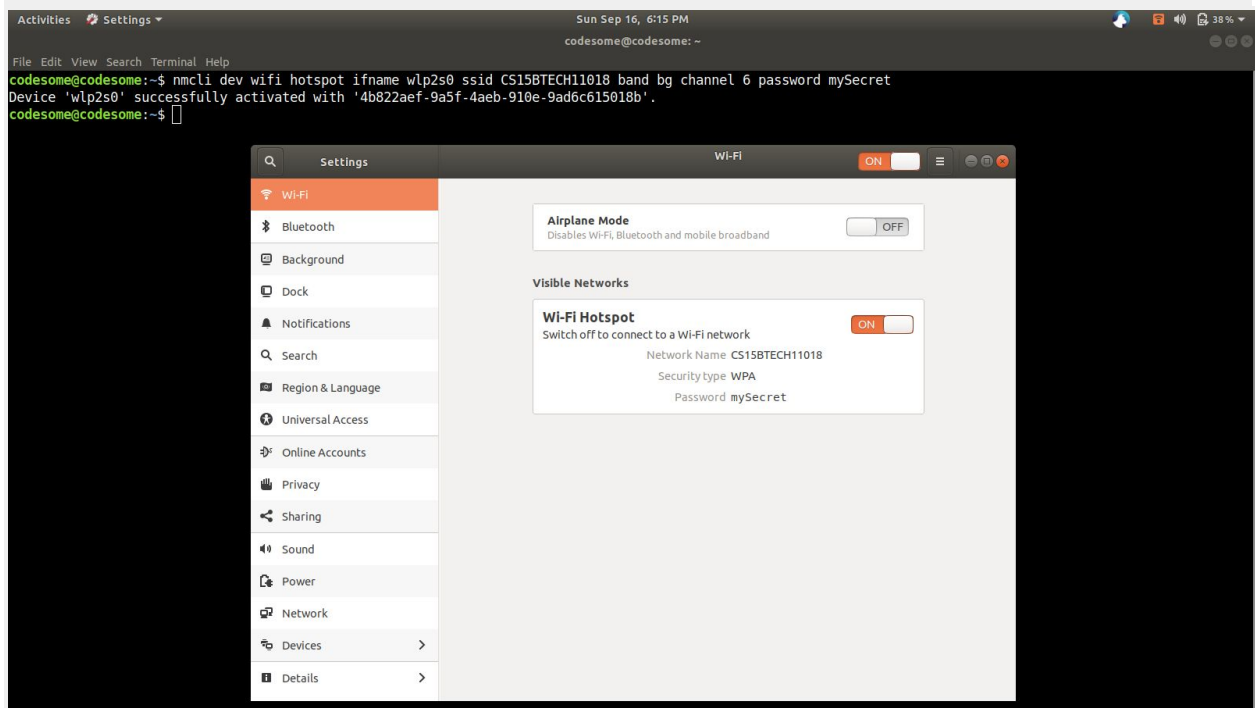 Activities Settings Sun Sep 16, 6:15 PM 38 %
codesome@codesome: ~
File Edit View Search Terminal Help
codesome@codesome:~$ nmcli dev wifi hotspot ifname wlp2s0 ssid CS15BTECH11018 band bg channel 6 password mySecret
Device 'wlp2s0' successfully activated with '4b822aef-9a5f-4aeb-910e-9ad6c615018b'.
codesome@codesome:~$
Settings Wi-Fi ON
Wi-Fi
Bluetooth
Background
Dock
Notifications
Search
Region & Language
Universal Access
Online Accounts
Privacy
Sharing
Sound
Power
Network
Devices
Details
Airplane Mode OFF
Disables Wi-Fi, Bluetooth and mobile broadband
Visible Networks
Wi-Fi Hotspot ON
Switch off to connect to a Wi-Fi network
Network Name CS15BTECH11018
Security type WPA
Password mySecret